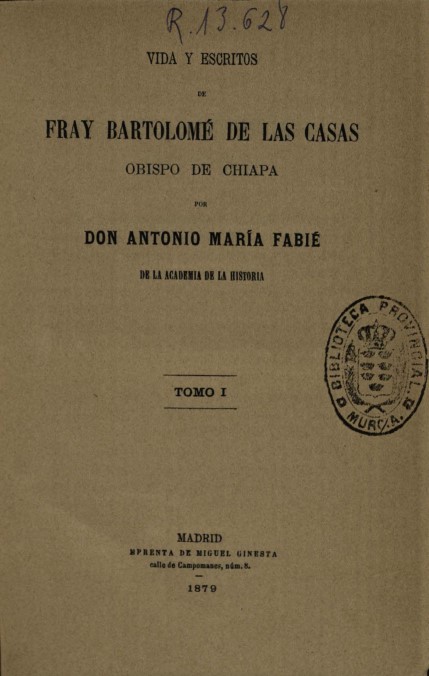 R.13.628
VIDA Y ESCRITOS
DE
FRAY BARTOLOMÉ DE LAS CASAS
OBISPO DE CHIAPA
POR
DON ANTONIO MARÍA FABIÉ
DE LA ACADEMIA DE LA HISTORIA
BIBLIOTECA PROVINCIAL.
MURCIA.
TOMO I
MADRID
MPRENTA DE MIGUEL GINESTA
calle de Campomanes, núm. 8.
1879